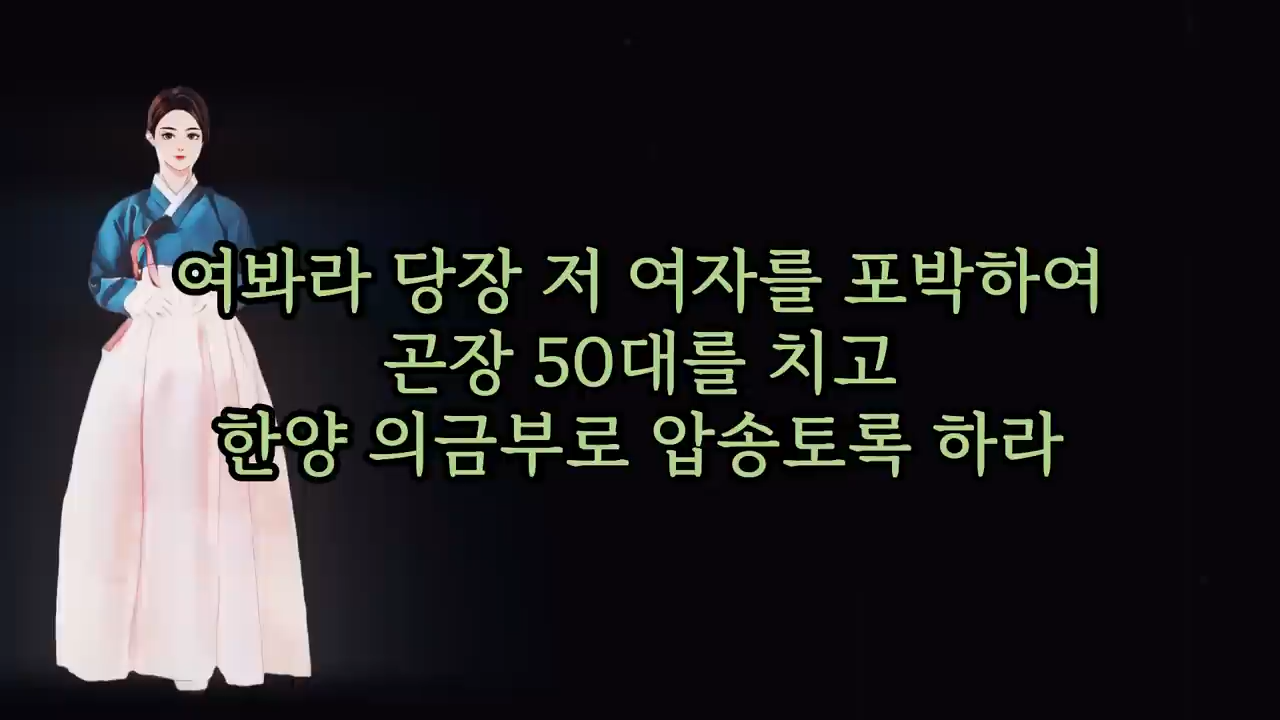 여봐라 당장 저 여자를 포박하여
곤장 50대를 치고
한양 의금부로 압송토록 하라